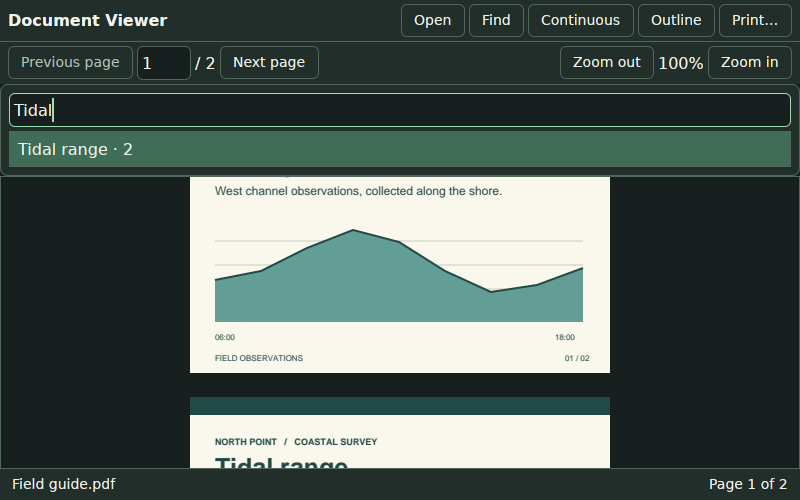 Document Viewer
Open
Find
Continuous
Outline
Print...
Previous page
1
/ 2
Next page
Zoom out
100%
Zoom in
Tidal
Tidal range · 2
West channel observations, collected along the shore.
06:00
18:00
FIELD OBSERVATIONS
01 / 02
NORTH POINT / COASTAL SURVEY
Tidal range
Field guide.pdf
Page 1 of 2